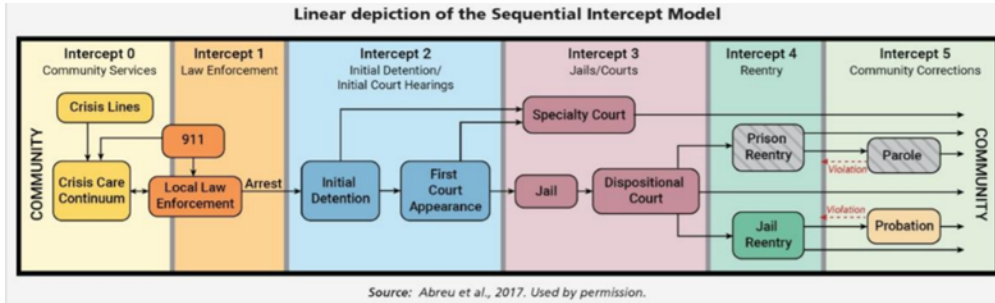 Linear depiction of the Sequential Intercept Model
Intercept 0
Community Services
Intercept 1
Law Enforcement
Intercept 2
Initial Detention/
Initial Court Hearings
Intercept 3
Jails/Courts
Intercept 4
Reentry
Intercept 5
Community Corrections
COMMUNITY
Crisis Lines
Crisis Care
Continuum
911
Local Law
Enforcement
Arrest
Initial
Detention
First
Court
Appearance
Specialty Court
Jail
Dispositional
Court
Prison
Reentry
Jail
Reentry
Violation
Parole
Violation
Probation
COMMUNITY
Source: Abreu et al., 2017. Used by permission.